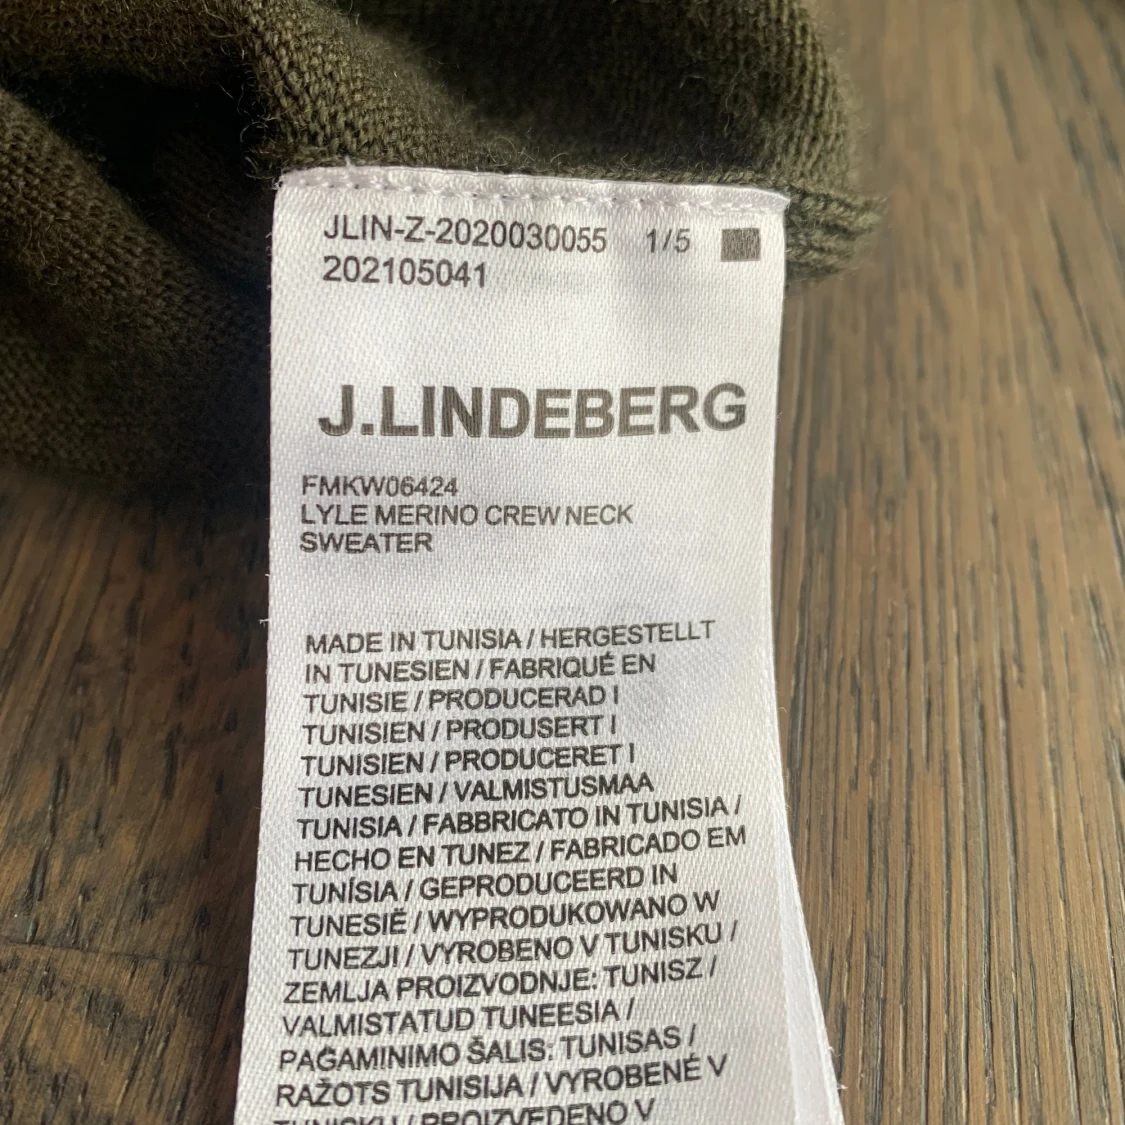 JLIN-Z-2020030055 1/5
202105041
J.LINDEBERG
FMKW06424
LYLE MERINO CREW NECK
SWEATER
MADE IN TUNISIA / HERGESTELLT
IN TUNESIEN / FABRIQUÉ EN
TUNISIE / PRODUCERAD I
TUNISIEN / PRODUSERT I
TUNISIEN / PRODUCERET I
TUNESIEN / VALMISTUSMAA
TUNISIA / FABBRICATO IN TUNISIA /
HECHO EN TUNEZ / FABRICADO EM
TUNÍSIA / GEPRODUCEERD IN
TUNESIË / WYPRODUKOWANO W
TUNEZJI / VYROBENO V TUNISKU /
ZEMLJA PROIZVODNJE: TUNISZ /
VALMISTATUD TUNEESIA /
PAGAMINIMO ŠALIS: TUNISAS /
RAŽOTS TUNISIJA / VYROBENÉ V
TUNISKU / PROIZVEDENO V